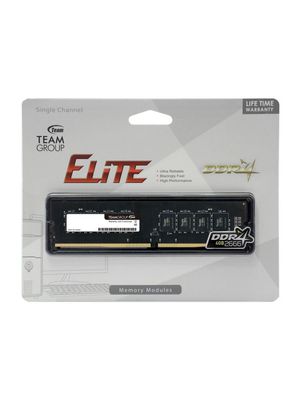 Single Channel
LIFE TIME
WARRANTY
Team
TEAM
GROUP
ELITE
• Ultra Reliable
• Blazingly Fast
• High Performance
DDR4
TEAMGROUP
DDR4
4GB 2666
Memory Modules